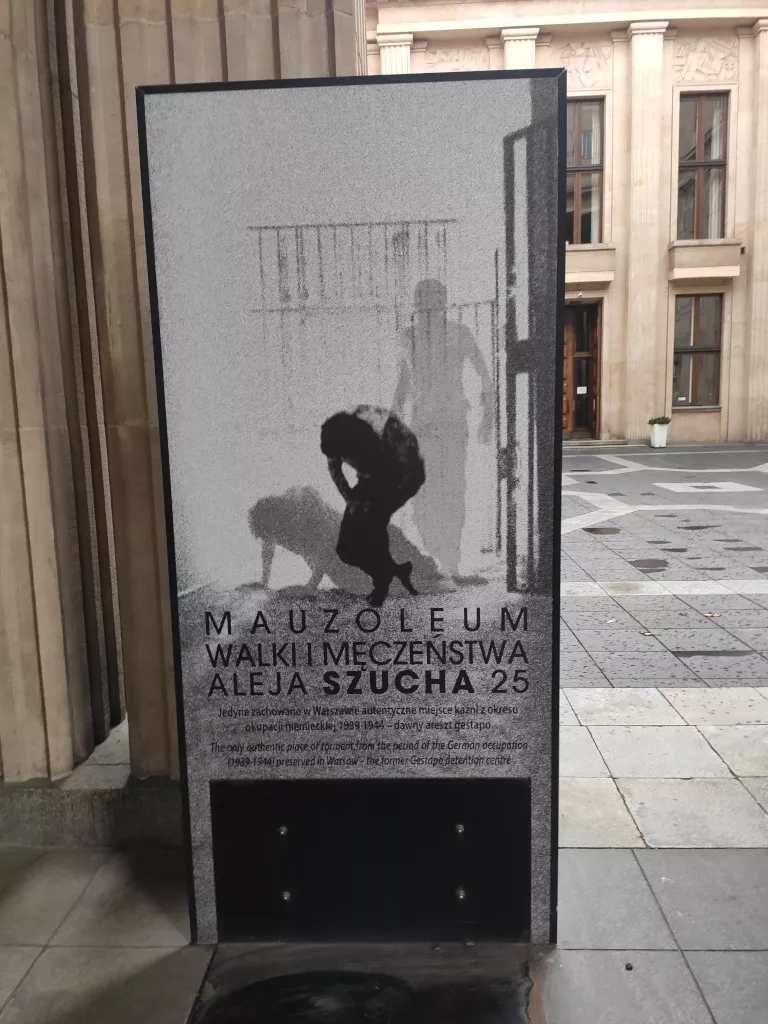 MAUZOLEUM
WALKI I MĘCZEŃSTWA
ALEJA SZUCHA 25
Jedyne zachowane w Warszawie autentyczne miejsce kaźni z okresu
okupacji niemieckiej 1939-1944 – dawny areszt gestapo
The only authentic place of torment from the period of the German occupation
(1939-1944) preserved in Warsaw – the former Gestapo detention centre